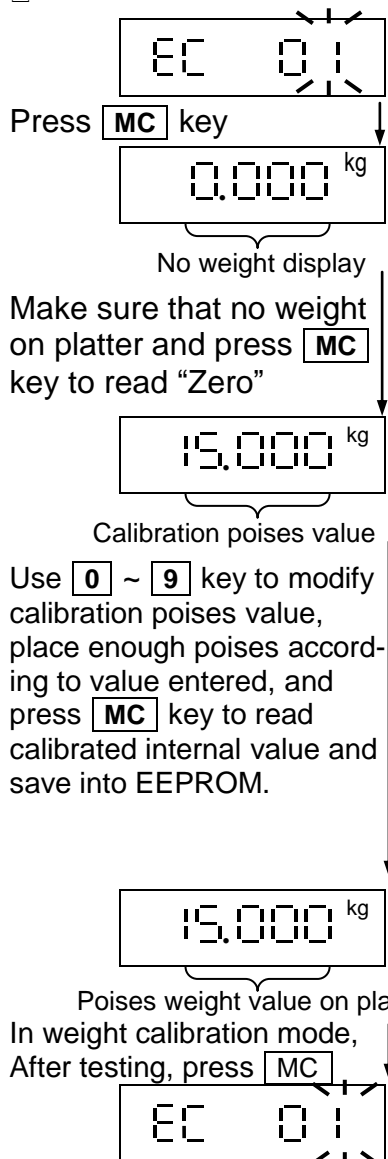 EC 01
Press MC key
0.000 kg
No weight display
Make sure that no weight
on platter and press MC
key to read “Zero”
15.000 kg
Calibration poises value
Use 0 ~ 9 key to modify
calibration poises value,
place enough poises accord-
ing to value entered, and
press MC key to read
calibrated internal value and
save into EEPROM.
15.000 kg
Poises weight value on pla
In weight calibration mode,
After testing, press MC
EC 01